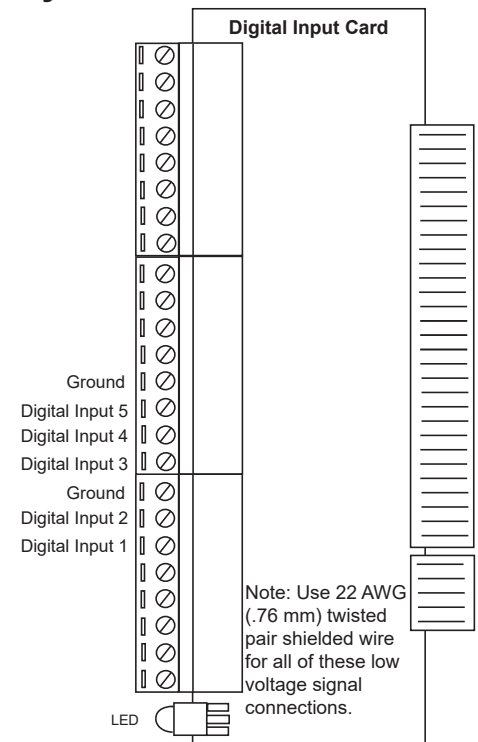 Digital Input Card
Ground
Digital Input 5
Digital Input 4
Digital Input 3
Ground
Digital Input 2
Digital Input 1
Note: Use 22 AWG
(.76 mm) twisted
pair shielded wire
for all of these low
voltage signal
connections.
LED